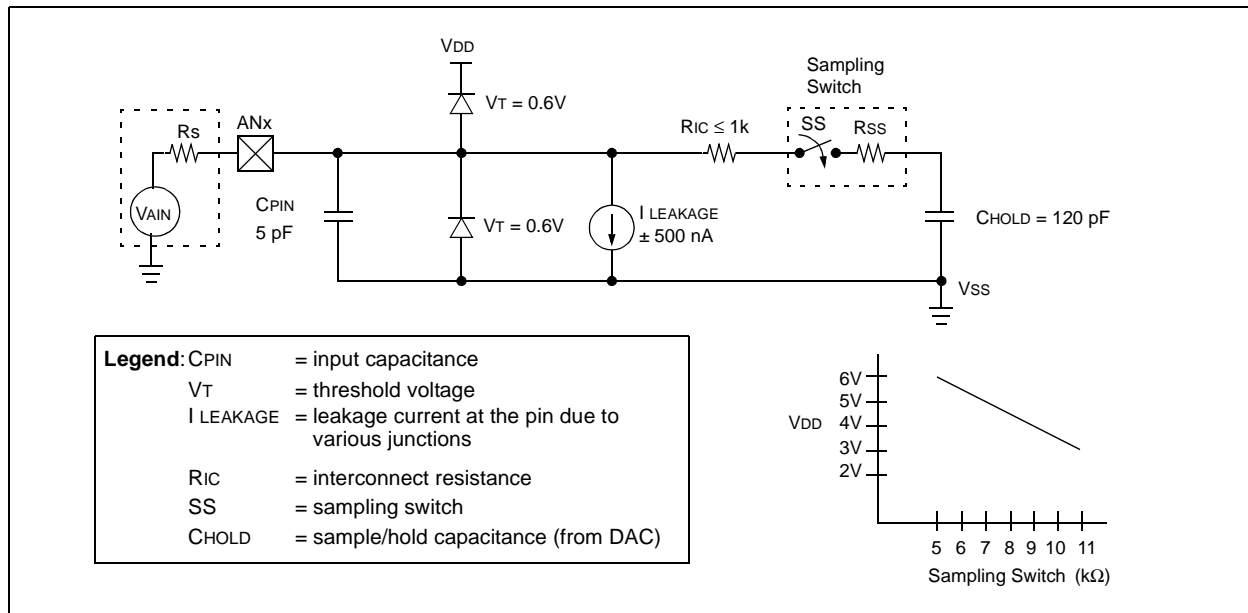 VDD
VT = 0.6V
Sampling
Switch
Rs
ANx
RIC ≤ 1k
SS
RSS
VAIN
CPIN
5 pF
VT = 0.6V
I LEAKAGE
± 500 nA
CHOLD = 120 pF
VSS
Legend: CPIN = input capacitance
VT = threshold voltage
I LEAKAGE = leakage current at the pin due to
various junctions
RIC = interconnect resistance
SS = sampling switch
CHOLD = sample/hold capacitance (from DAC)
6V
5V
VDD 4V
3V
2V
5 6 7 8 9 10 11
Sampling Switch (kΩ)